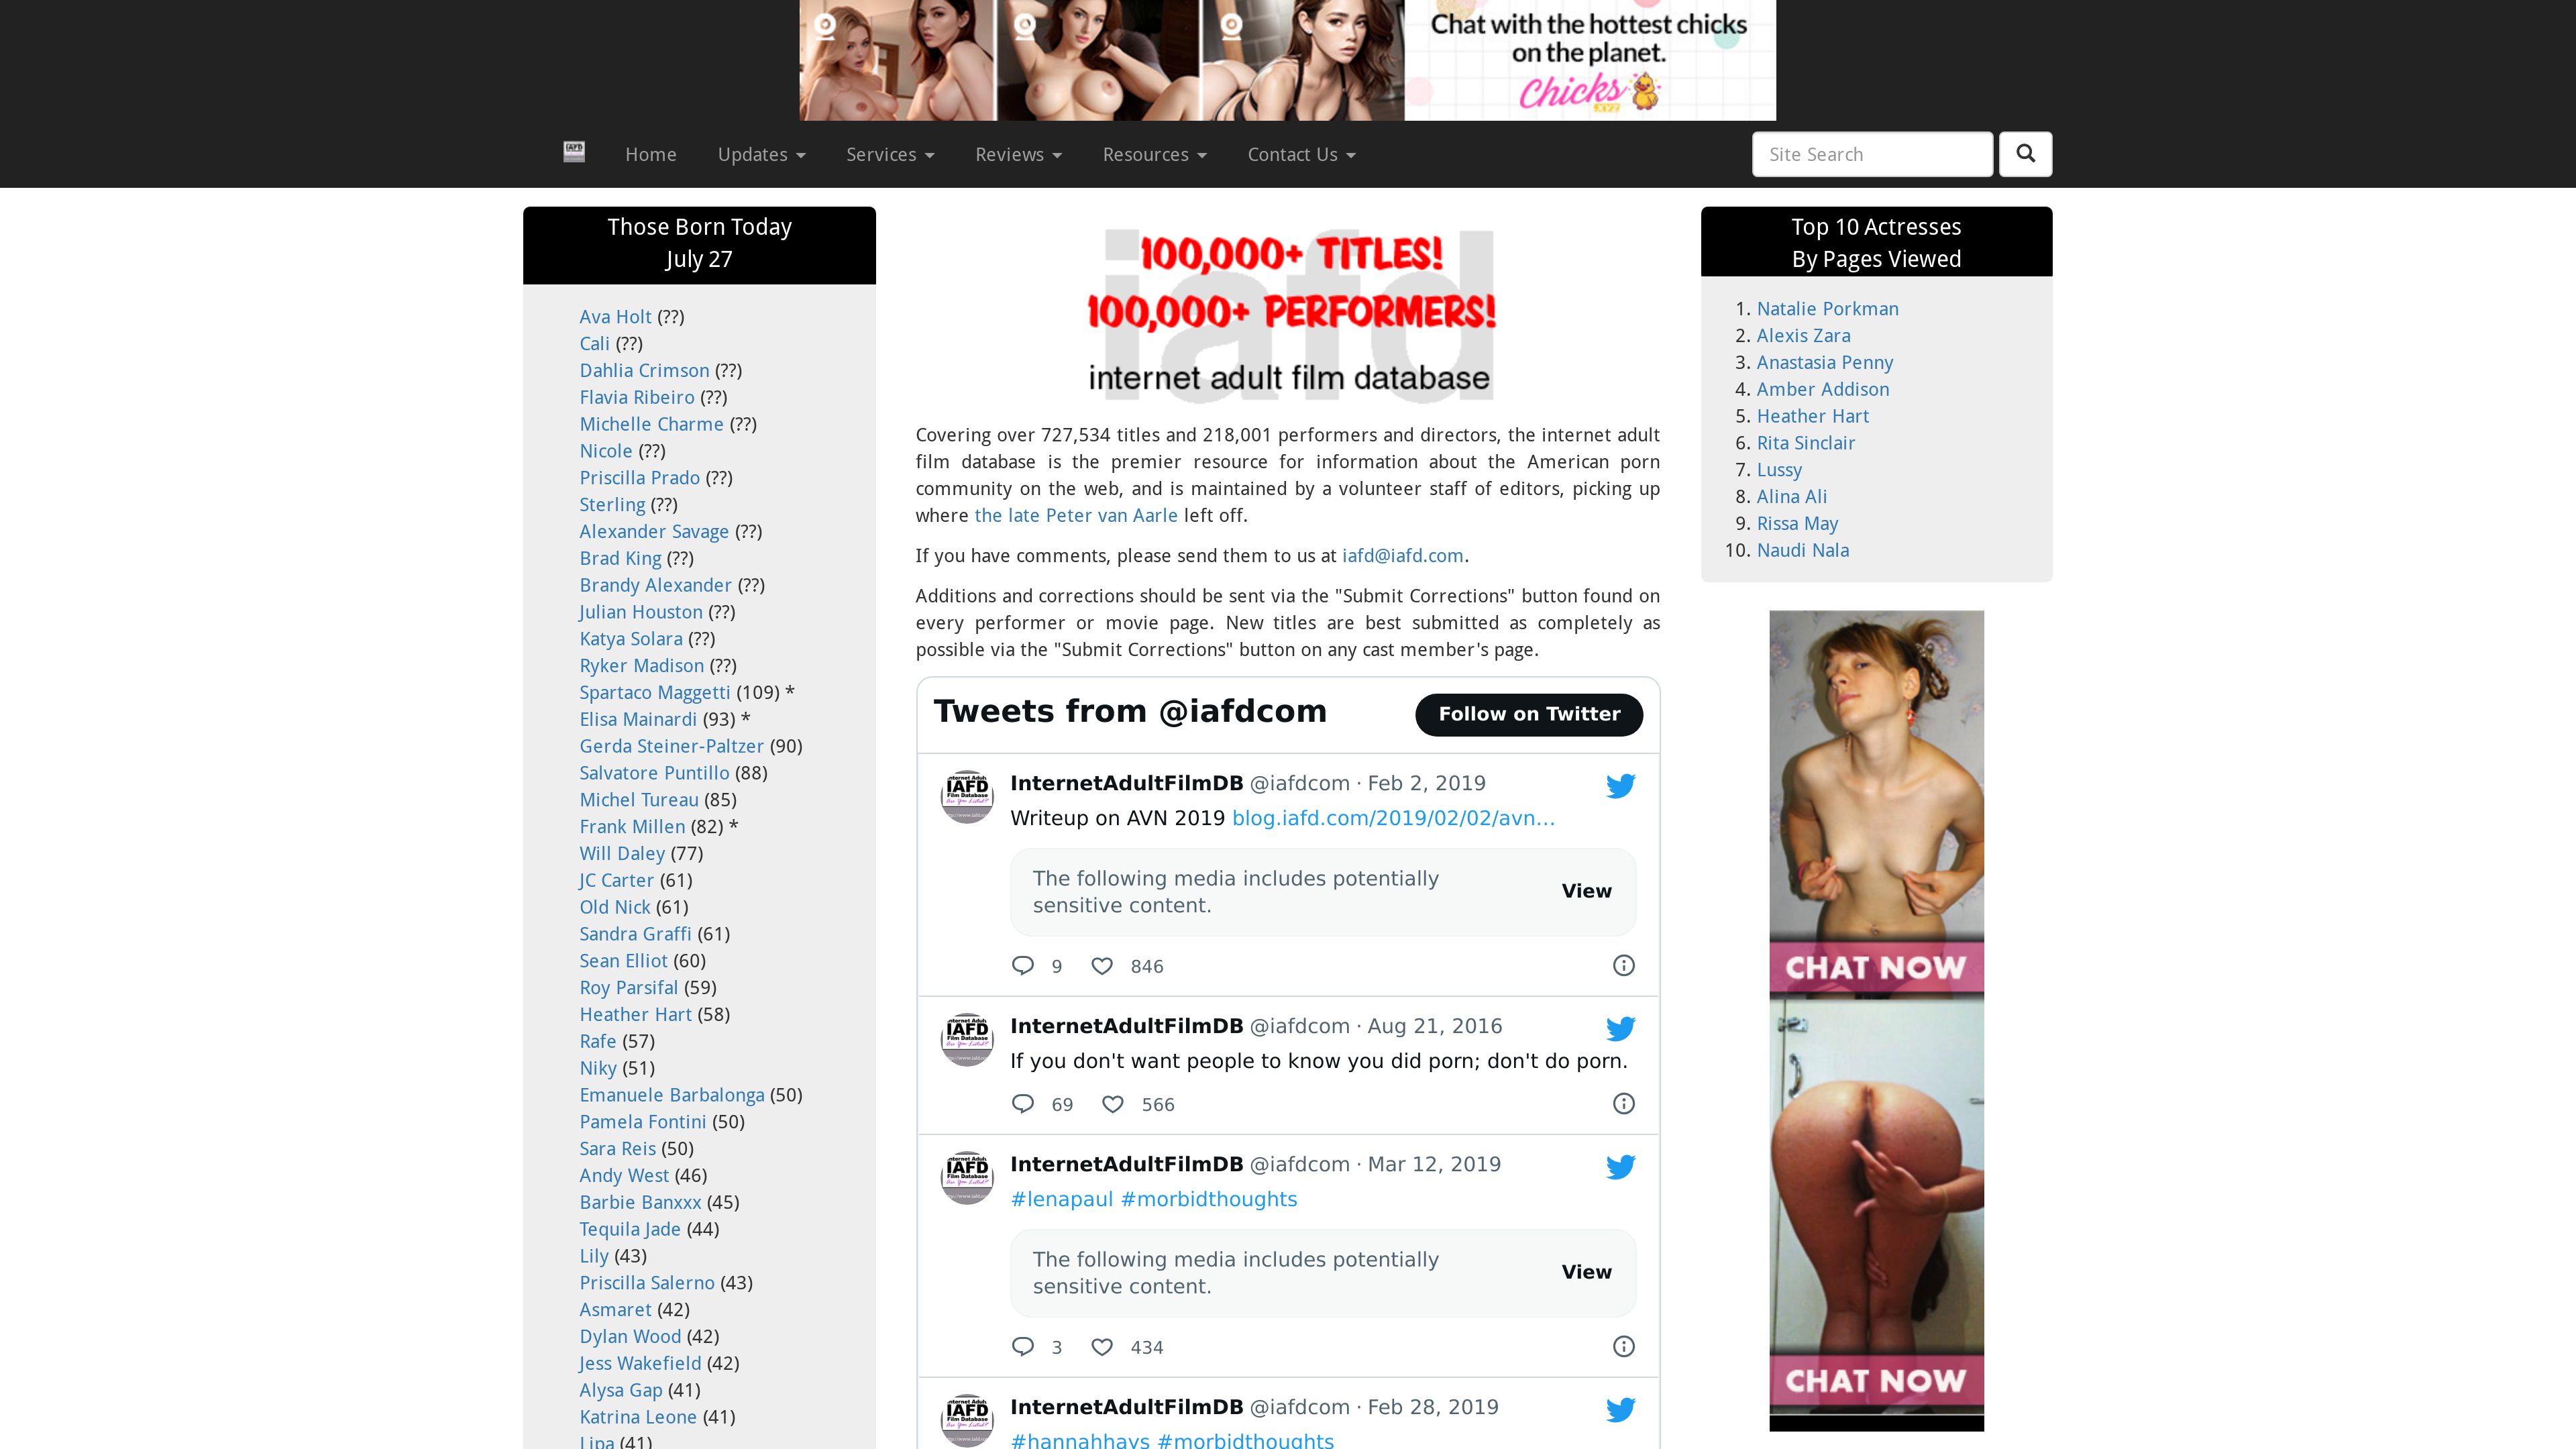 Chat with the hottest chicks
on the planet.
Chicks
.XYZ
IAFD
Home
Updates
Services
Reviews
Resources
Contact Us
Site Search
Those Born Today
July 27
Ava Holt (??)
Cali (??)
Dahlia Crimson (??)
Flavia Ribeiro (??)
Michelle Charme (??)
Nicole (??)
Priscilla Prado (??)
Sterling (??)
Alexander Savage (??)
Brad King (??)
Brandy Alexander (??)
Julian Houston (??)
Katya Solara (??)
Ryker Madison (??)
Spartaco Maggetti (109) *
Elisa Mainardi (93) *
Gerda Steiner-Paltzer (90)
Salvatore Puntillo (88)
Michel Tureau (85)
Frank Millen (82) *
Will Daley (77)
JC Carter (61)
Old Nick (61)
Sandra Graffi (61)
Sean Elliot (60)
Roy Parsifal (59)
Heather Hart (58)
Rafe (57)
Niky (51)
Emanuele Barbalonga (50)
Pamela Fontini (50)
Sara Reis (50)
Andy West (46)
Barbie Banxxx (45)
Tequila Jade (44)
Lily (43)
Priscilla Salerno (43)
Asmaret (42)
Dylan Wood (42)
Jess Wakefield (42)
Alysa Gap (41)
Katrina Leone (41)
Lipa (41)
iafd
100,000+ TITLES!
100,000+ PERFORMERS!
internet adult film database
Covering over 727,534 titles and 218,001 performers and directors, the internet adult
film database is the premier resource for information about the American porn
community on the web, and is maintained by a volunteer staff of editors, picking up
where the late Peter van Aarle left off.
If you have comments, please send them to us at iafd@iafd.com.
Additions and corrections should be sent via the "Submit Corrections" button found on
every performer or movie page. New titles are best submitted as completely as
possible via the "Submit Corrections" button on any cast member's page.
Tweets from @iafdcom
Follow on Twitter
InternetAdultFilmDB @iafdcom · Feb 2, 2019
Writeup on AVN 2019 blog.iafd.com/2019/02/02/avn…
The following media includes potentially
sensitive content.
View
9 846
InternetAdultFilmDB @iafdcom · Aug 21, 2016
If you don't want people to know you did porn; don't do porn.
69 566
InternetAdultFilmDB @iafdcom · Mar 12, 2019
#lenapaul #morbidthoughts
The following media includes potentially
sensitive content.
View
3 434
InternetAdultFilmDB @iafdcom · Feb 28, 2019
#hannahhays #morbidthoughts
Top 10 Actresses
By Pages Viewed
1. Natalie Porkman
2. Alexis Zara
3. Anastasia Penny
4. Amber Addison
5. Heather Hart
6. Rita Sinclair
7. Lussy
8. Alina Ali
9. Rissa May
10. Naudi Nala
CHAT NOW
CHAT NOW